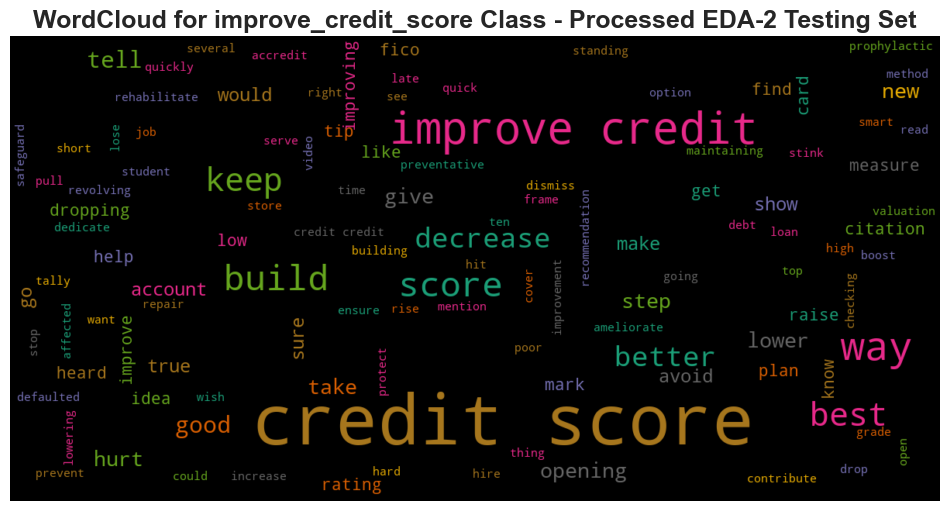 WordCloud for improve_credit_score Class - Processed EDA-2 Testing Set
several
prophylactic
tell
accredit
fico
standing
quickly
improving
late
method
rehabilitate
would
right
see
quick
option
find
card
new
safeguard
short
lose
job
tip
improve credit
smart
read
serve
video
like
maintaining
stink
pull
student
keep
preventative
measure
revolving
time
give
dismiss
frame
get
show
dropping
store
recommendation
valuation
dedicate
ten
debt
loan
citation
low
credit credit
decrease
make
high
help
building
boost
tally
account
build
hit
score
cover
improvement
going
top
checking
go
repair
mention
step
want
ensure
rise
raise
stop
affected
improve
sure
ameliorate
lower
way
poor
better
heard
true
protect
avoid
plan
know
defaulted
idea
wish
take
mark
lowering
good
credit score
best
grade
hurt
thing
open
prevent
could
increase
hard
hire
opening
drop
rating
contribute